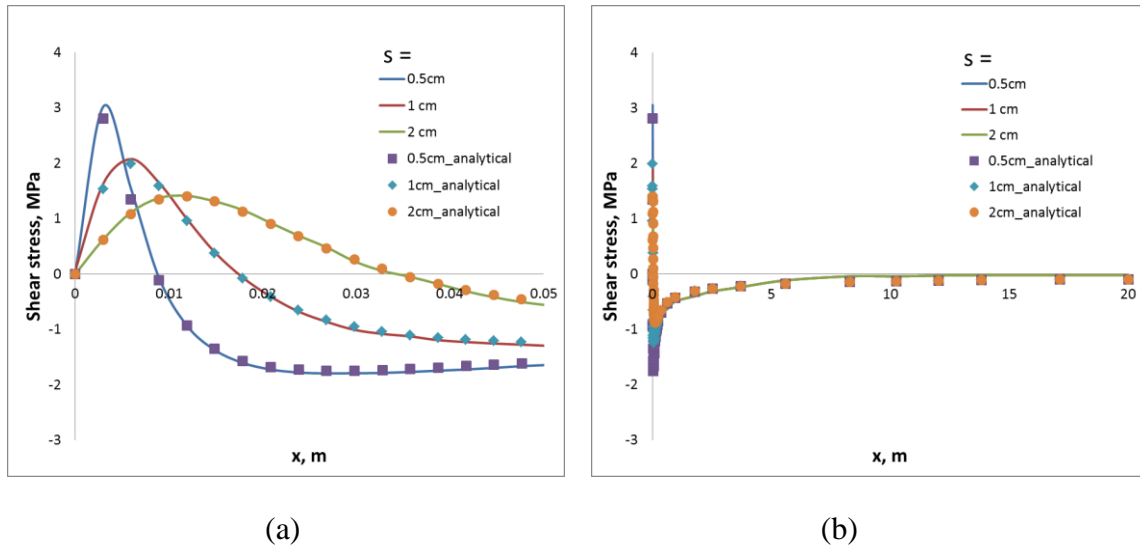 4
3
2
1
0
-1
-2
-3
Shear stress, MPa
0
0.01
0.02
0.03
0.04
0.05
x, m
s =
0.5cm
1 cm
2 cm
0.5cm_analytical
1cm_analytical
2cm_analytical
(a)
4
3
2
1
0
-1
-2
-3
Shear stress, MPa
0
5
10
15
20
x, m
s =
0.5cm
1 cm
2 cm
0.5cm_analytical
1cm_analytical
2cm_analytical
(b)